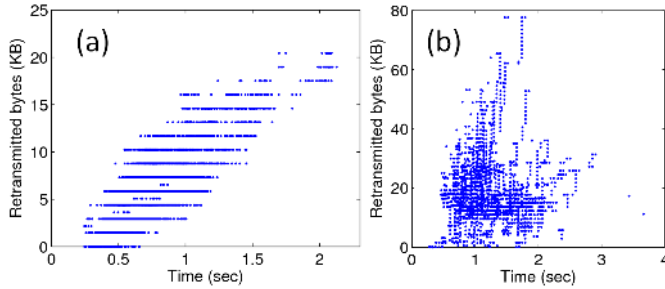 (a)
Retransmitted bytes (KB)
25
20
15
10
5
0
0 0.5 1 1.5 2
Time (sec)
(b)
Retransmitted bytes (KB)
80
60
40
20
0
0 1 2 3 4
Time (sec)